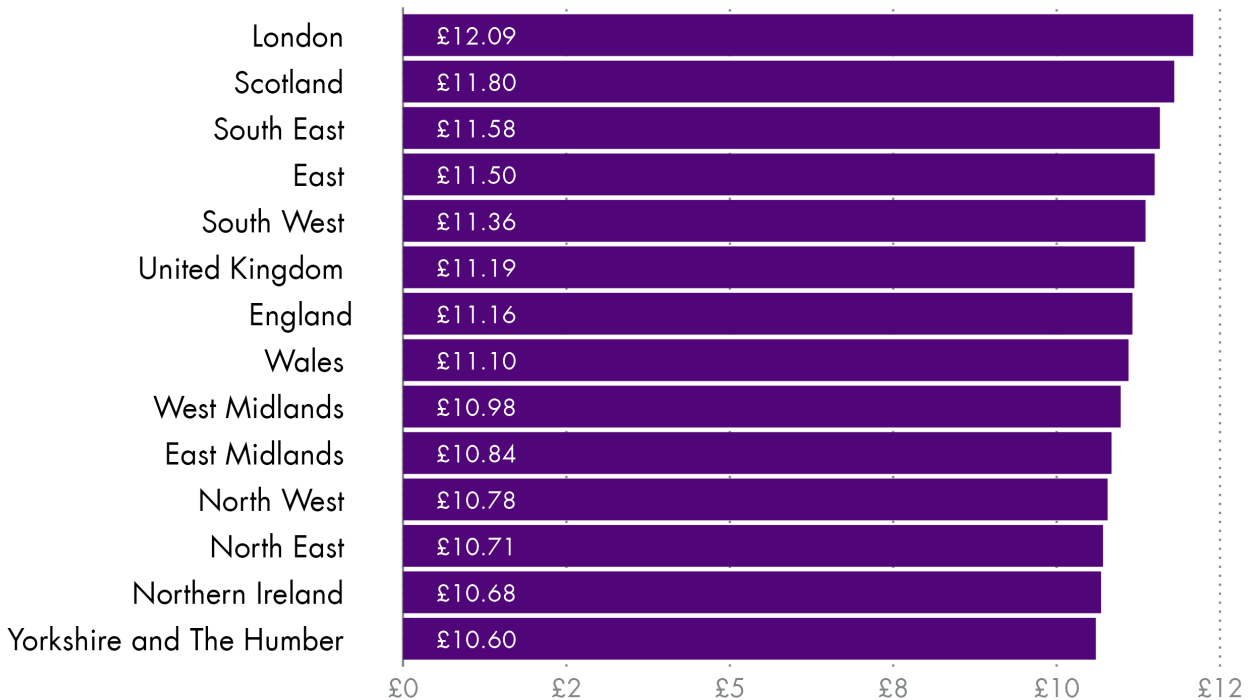 London £12.09
Scotland £11.80
South East £11.58
East £11.50
South West £11.36
United Kingdom £11.19
England £11.16
Wales £11.10
West Midlands £10.98
East Midlands £10.84
North West £10.78
North East £10.71
Northern Ireland £10.68
Yorkshire and The Humber £10.60
£0 £2 £5 £8 £10 £12